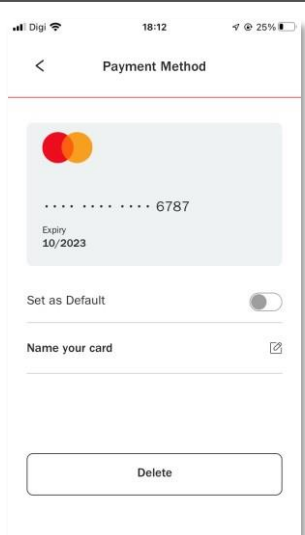 Digi 18:12 25%
Payment Method
.... .... .... 6787
Expiry
10/2023
Set as Default
Name your card
Delete